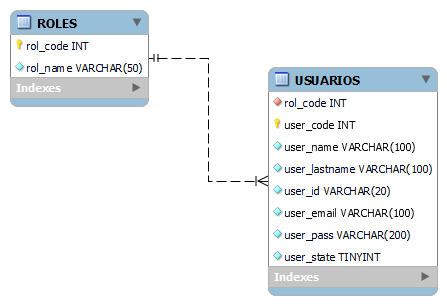 ROLES
rol_code INT
rol_name VARCHAR(50)
Indexes
USUARIOS
rol_code INT
user_code INT
user_name VARCHAR(100)
user_lastname VARCHAR(100)
user_id VARCHAR(20)
user_email VARCHAR(100)
user_pass VARCHAR(200)
user_state TINYINT
Indexes